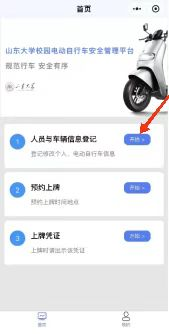 首页
山东大学校园电动自行车安全管理平台
规范行车 安全有序
山东大学
1
人员与车辆信息登记
开始 >
登记修改个人、电动自行车信息
2
预约上牌
开始 >
预约上牌时间地点
3
上牌凭证
开始 >
上牌时请出示该凭证
首页
我的